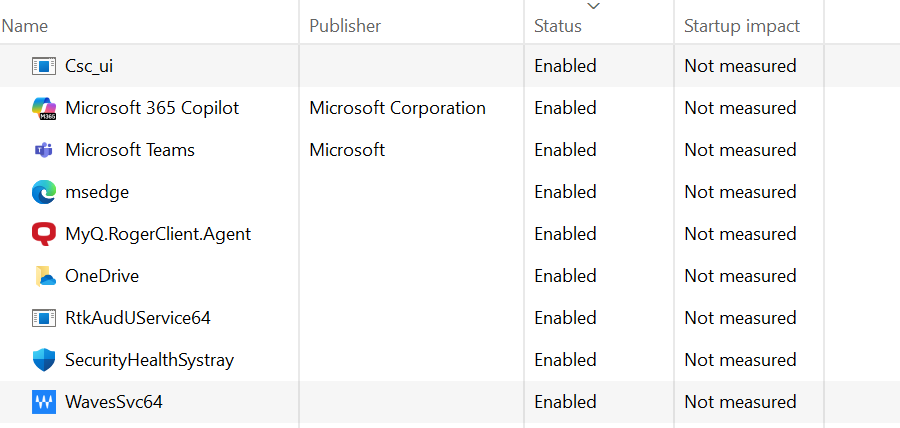 Name Publisher Status Startup impact
Csc_ui Enabled Not measured
M365 Microsoft 365 Copilot Microsoft Corporation Enabled Not measured
Microsoft Teams Microsoft Enabled Not measured
msedge Enabled Not measured
MyQ.RogerClient.Agent Enabled Not measured
OneDrive Enabled Not measured
RtkAudUService64 Enabled Not measured
SecurityHealthSystray Enabled Not measured
WavesSvc64 Enabled Not measured